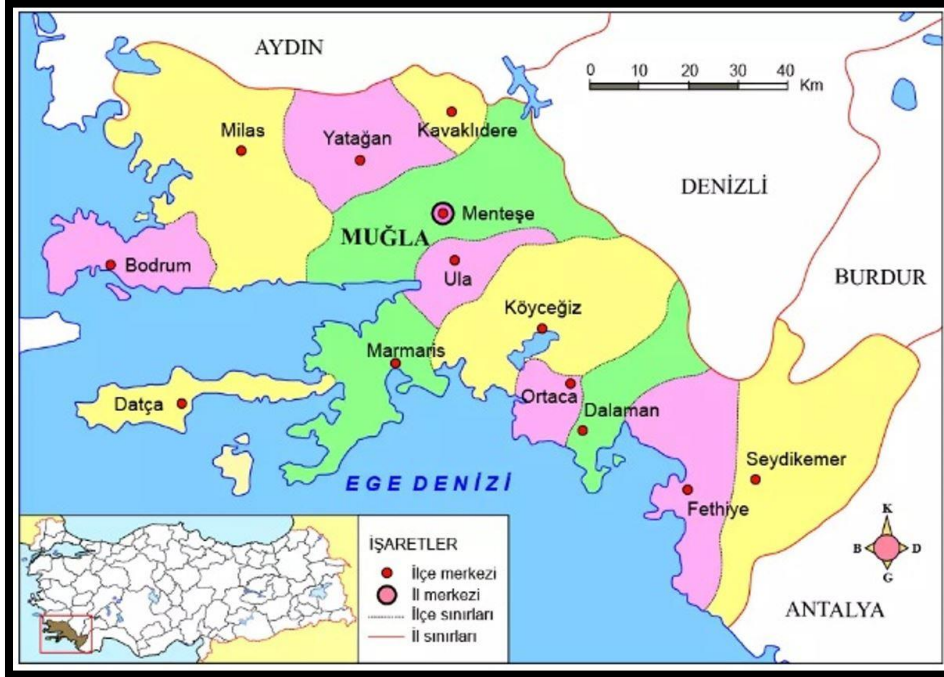 AYDIN
0 10 20 30 40 Km
Milas
Yatağan
Kavaklıdere
DENİZLİ
Menteşe
MUĞLA
Bodrum
Ula
BURDUR
Köyceğiz
Marmaris
Datça
Ortaca
Dalaman
Seydikemer
EGE DENİZİ
Fethiye
K
B D
G
ANTALYA
İŞARETLER
İlçe merkezi
İl merkezi
İlçe sınırları
İl sınırları